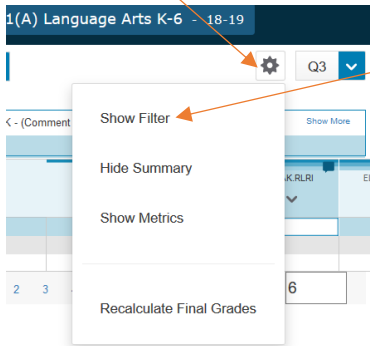 1(A) Language Arts K-6 - 18-19
Q3
K - (Comment
Show More
Show Filter
Hide Summary
K.RLRI
El
Show Metrics
2 3
6
Recalculate Final Grades